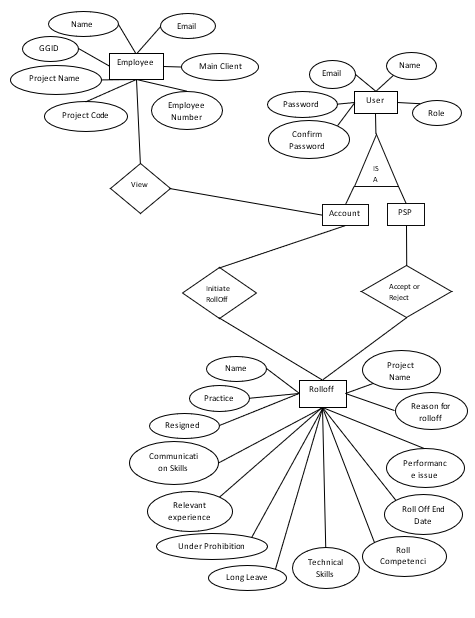 Name
Email
GGID
Employee
Main Client
Project Name
Project Code
Employee
Number
Email
Name
Password
User
Role
Confirm
Password
View
IS
A
Account
PSP
Initiate
RollOff
Accept or
Reject
Name
Project
Name
Practice
Rolloff
Reason for
rolloff
Resigned
Communicati
on Skills
Performanc
e issue
Relevant
experience
Roll Off End
Date
Under Prohibition
Roll
Competenci
Long Leave
Technical
Skills